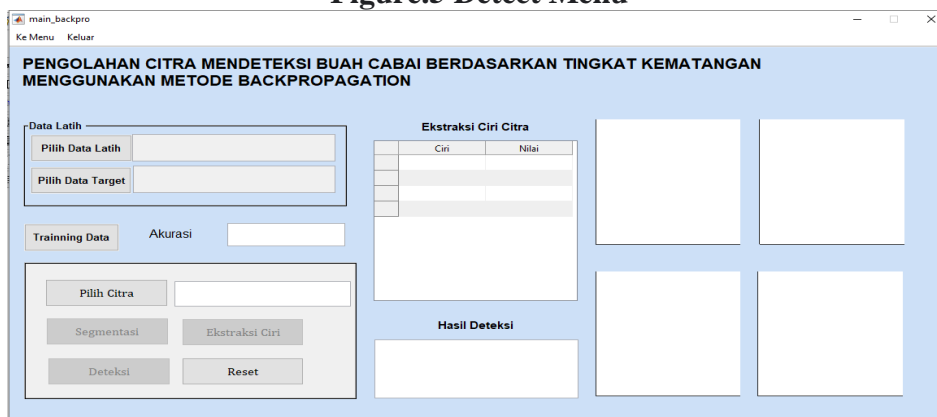 Figure.5 Detect Menu
main_backpro
Ke Menu Keluar
PENGOLAHAN CITRA MENDETEKSI BUAH CABAI BERDASARKAN TINGKAT KEMATANGAN
MENGGUNAKAN METODE BACKPROPAGATION
Data Latih
Pilih Data Latih
Pilih Data Target
Trainning Data
Akurasi
Pilih Citra
Segmentasi
Ekstraksi Ciri
Deteksi
Reset
Ekstraksi Ciri Citra
Ciri Nilai
Hasil Deteksi